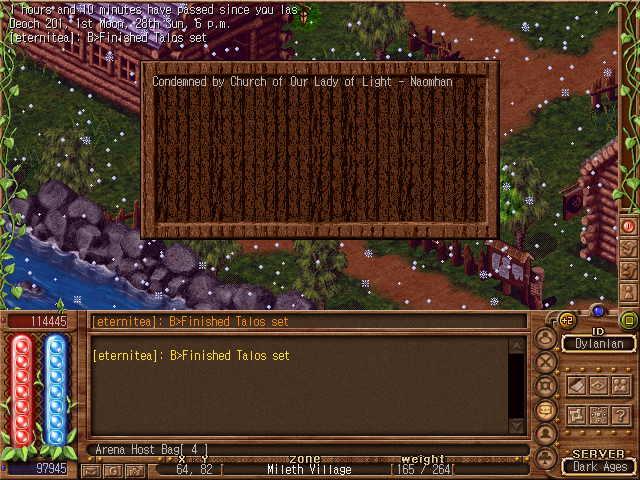 1 hours and 10 minutes have passed since you las
Deoch 201, 1st Moon, 28th Sun, 6 p.m.
[eternitea]: B>Finished Talos set
Condemned by Church of Our Lady of Light - Naomhan
114445
[eternitea]: B>Finished Talos set
+2
ID
Dylanlan
[eternitea]: B>Finished Talos set
Arena Host Bag[ 4 ]
X Y
zone
weight
SERVER
97945
G
64, 82
Mileth Village
165 / 264
Dark Ages
?